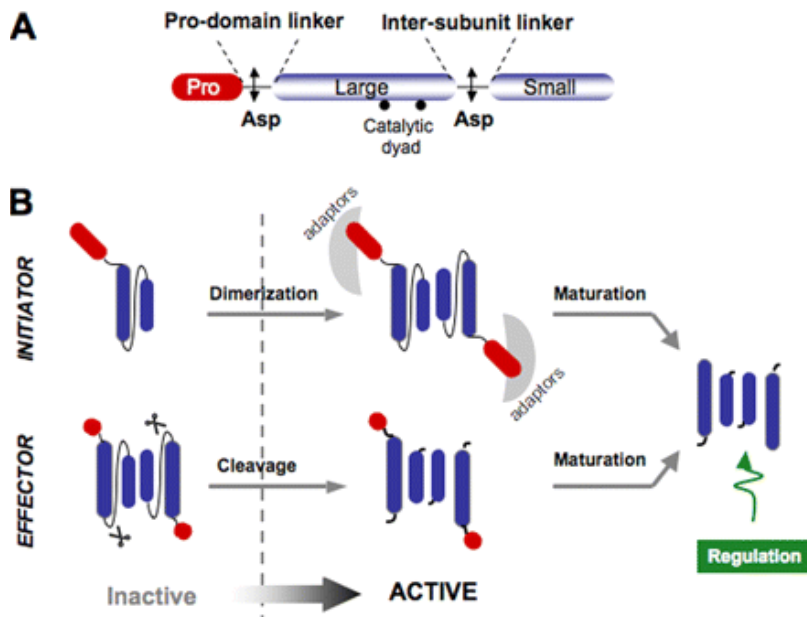 A
Pro-domain linker
Inter-subunit linker
Pro
Large
Small
Asp
Catalytic
dyad
Asp
B
INITIATOR
adaptors
Dimerization
Maturation
adaptors
EFFECTOR
Cleavage
Maturation
Regulation
Inactive
ACTIVE